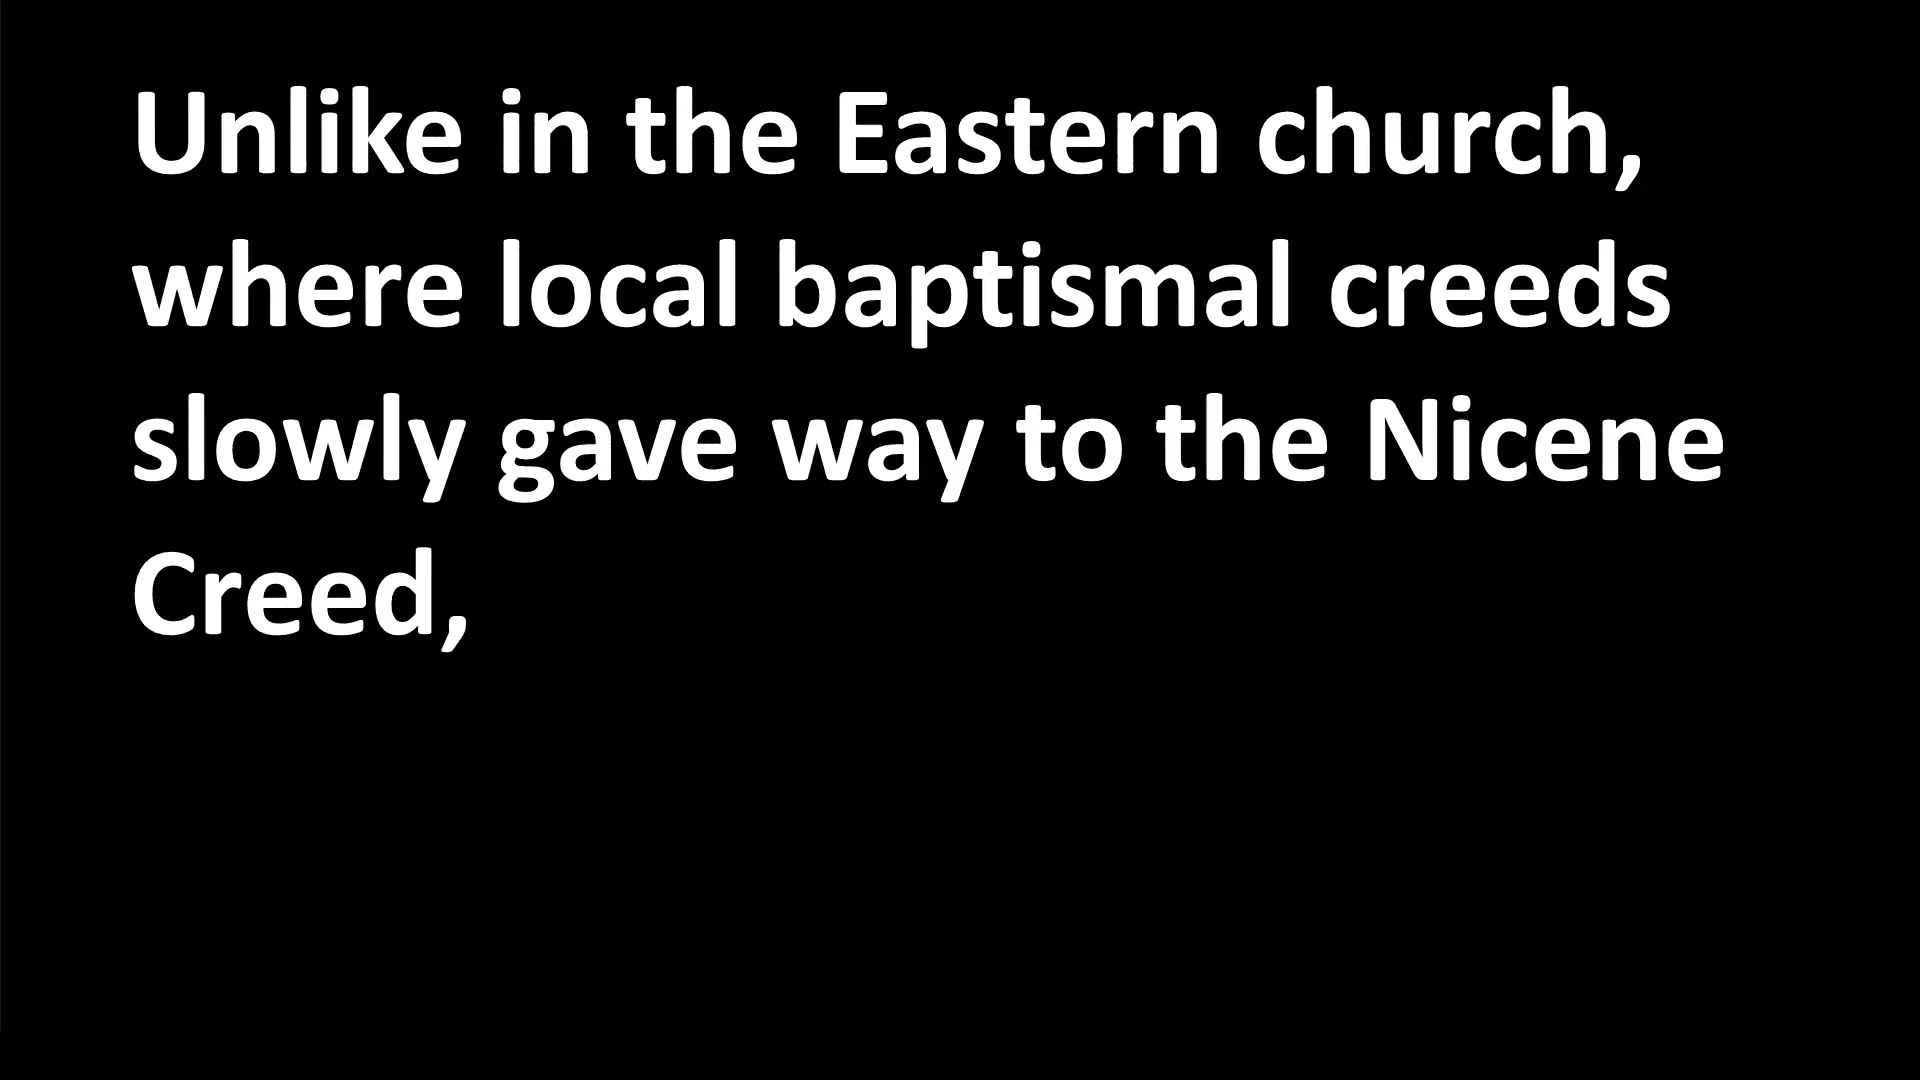 Unlike in the Eastern church,
where local baptismal creeds
slowly gave way to the Nicene
Creed,